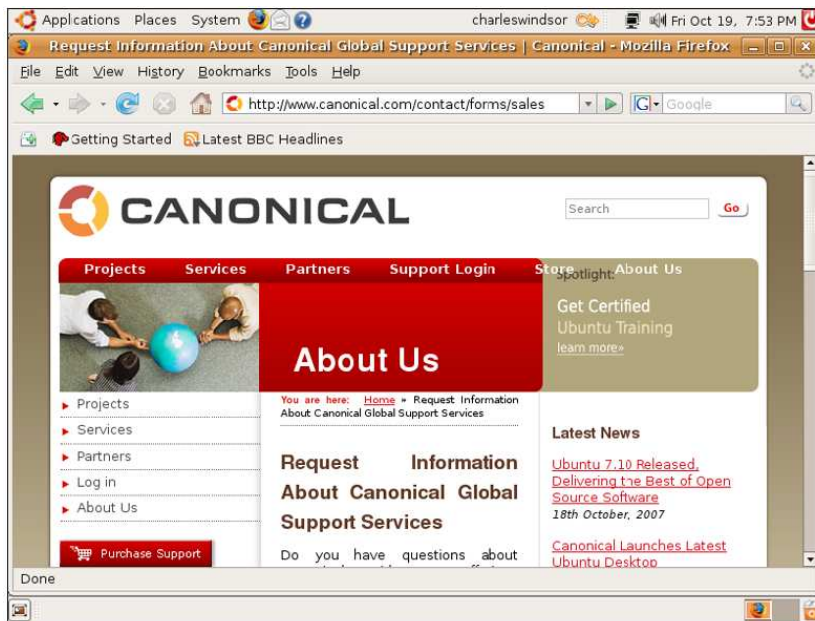 Applications Places System charleswindsor Fri Oct 19, 7:53 PM
Request Information About Canonical Global Support Services | Canonical - Mozilla Firefox
File Edit View History Bookmarks Tools Help
http://www.canonical.com/contact/forms/sales G Google
Getting Started Latest BBC Headlines
CANONICAL
Search Go
Projects Services Partners Support Login Store About Us
Spotlight:
Get Certified
Ubuntu Training
learn more»
About Us
Projects
Services
Partners
Log in
About Us
Purchase Support
You are here: Home » Request Information
About Canonical Global Support Services
Request Information
About Canonical Global
Support Services
Do you have questions about
Latest News
Ubuntu 7.10 Released,
Delivering the Best of Open
Source Software
18th October, 2007
Canonical Launches Latest
Ubuntu Desktop
Done